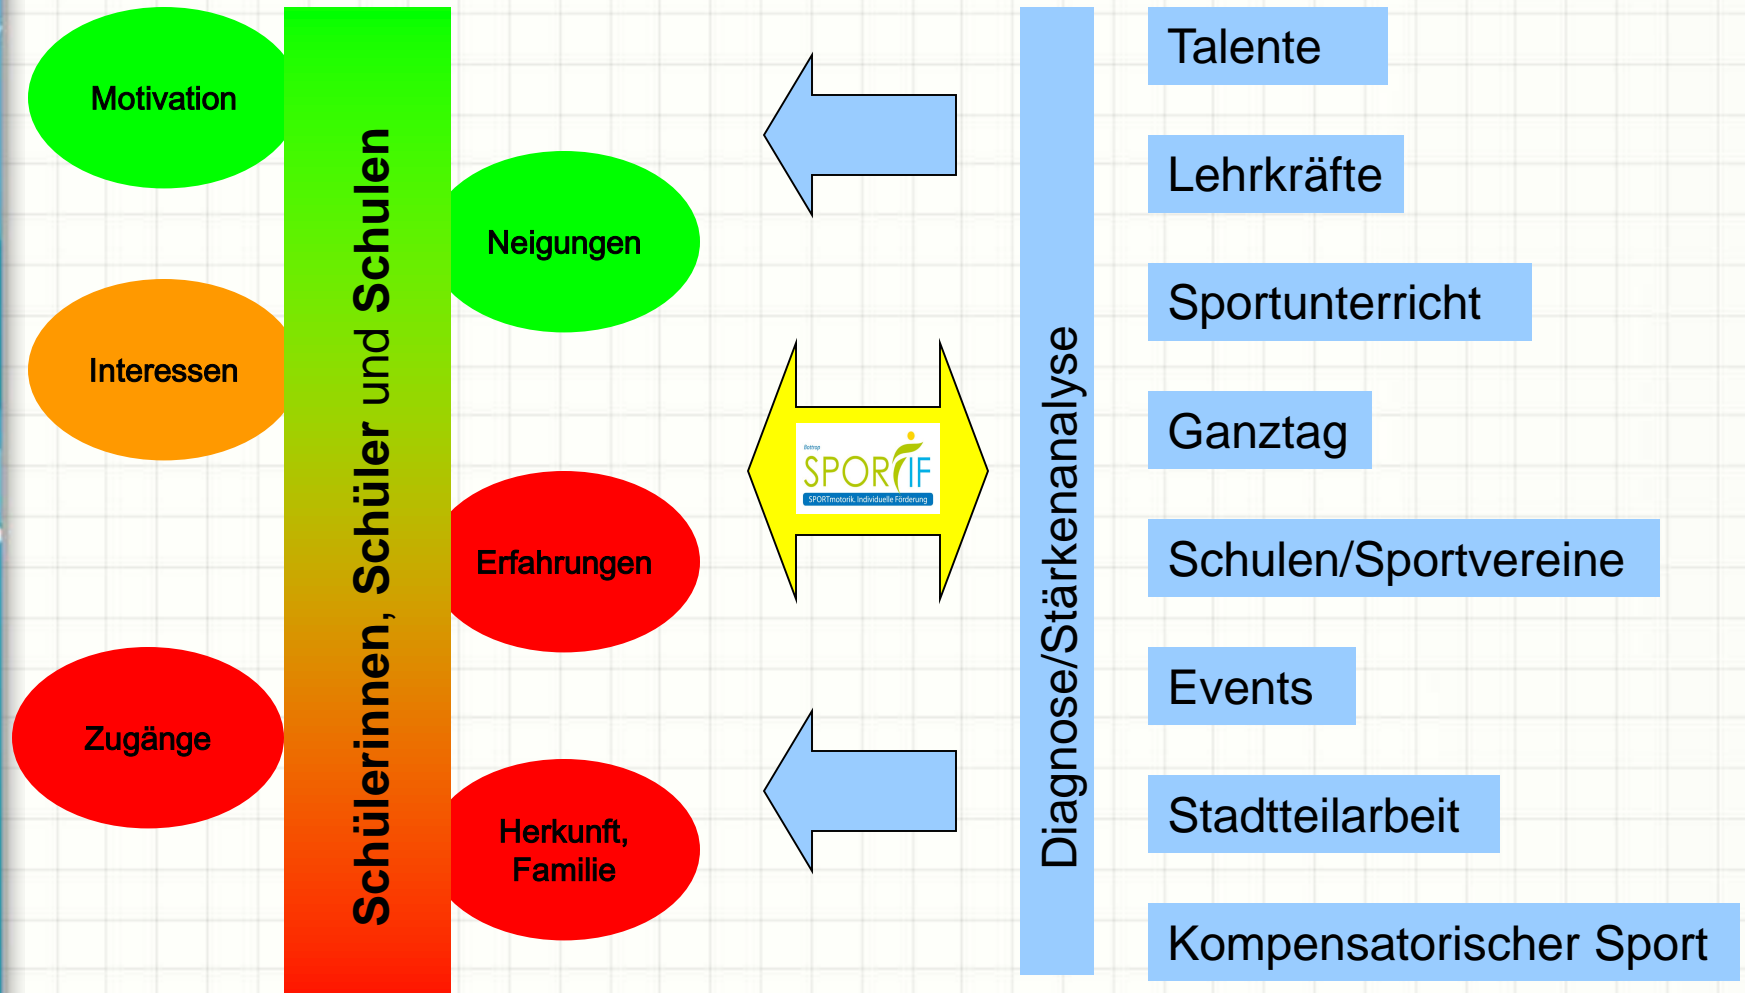 Motivation
Interessen
Zugänge
Schülerinnen, Schüler und Schulen
Neigungen
Erfahrungen
Herkunft,
Familie
Bottrop
SPORTIF
SPORTmotorik. Individuelle Förderung
Diagnose/Stärkenanalyse
Talente
Lehrkräfte
Sportunterricht
Ganztag
Schulen/Sportvereine
Events
Stadtteilarbeit
Kompensatorischer Sport